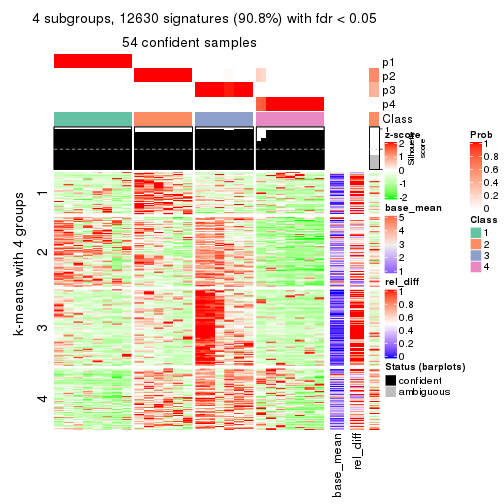 4 subgroups, 12630 signatures (90.8%) with fdr < 0.05
54 confident samples
p1
p2
p3
p4
Class
1
Silhouette
score
k-means with 4 groups
1
2
3
4
base_mean
rel_diff
z-score
2
1
0
-1
-2
base_mean
5
4
3
2
1
rel_diff
1
0.8
0.6
0.4
0.2
0
Status (barplots)
confident
ambiguous
Prob
1
0.8
0.6
0.4
0.2
0
Class
1
2
3
4